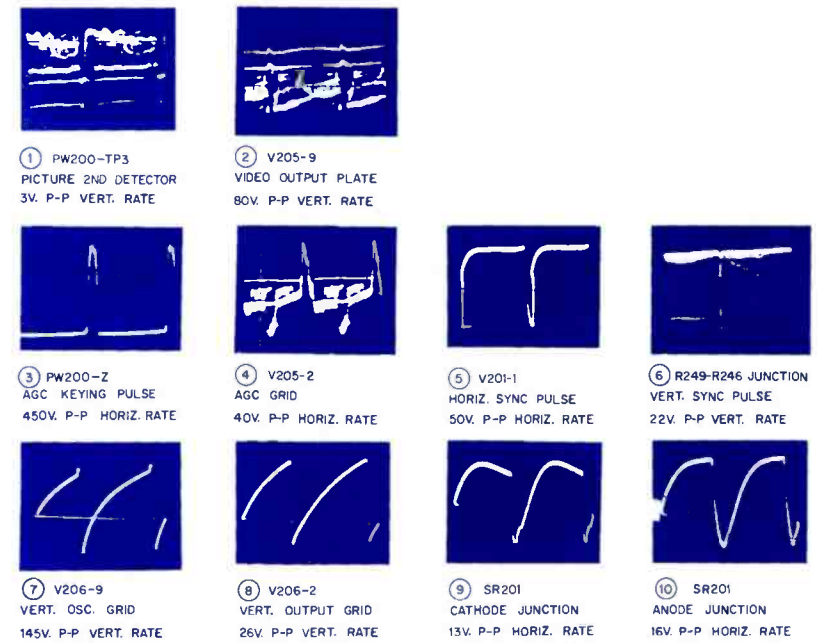 1 PW200-TP3
PICTURE 2ND DETECTOR
3V. P-P VERT. RATE
2 V205-9
VIDEO OUTPUT PLATE
80V. P-P VERT. RATE
3 PW200-Z
AGC KEYING PULSE
450V. P-P HORIZ. RATE
4 V205-2
AGC GRID
40V. P-P HORIZ. RATE
5 V201-1
HORIZ. SYNC PULSE
50V. P-P HORIZ. RATE
6 R249-R246 JUNCTION
VERT. SYNC PULSE
22V. P-P VERT. RATE
7 V206-9
VERT. OSC. GRID
145V. P-P VERT. RATE
8 V206-2
VERT. OUTPUT GRID
26V. P-P VERT. RATE
9 SR201
CATHODE JUNCTION
13V. P-P HORIZ. RATE
10 SR201
ANODE JUNCTION
16V. P-P HORIZ. RATE